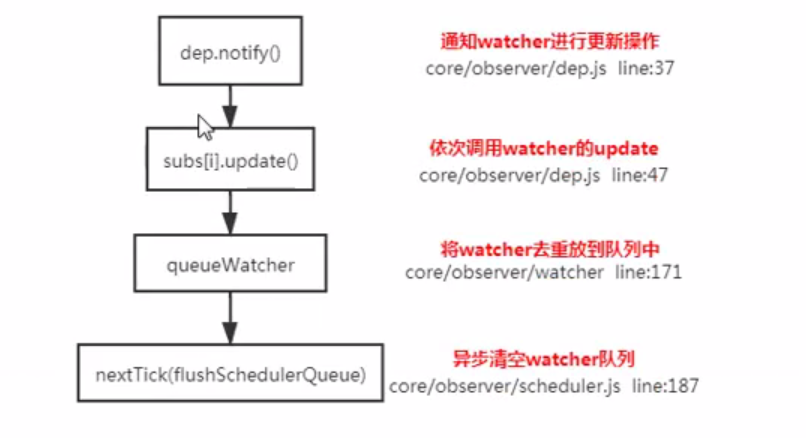 dep.notify()
通知watcher进行更新操作
core/observer/dep.js line:37
subs[i].update()
依次调用watcher的update
core/observer/dep.js line:47
queueWatcher
将watcher去重放到队列中
core/observer/watcher line:171
nextTick(flushSchedulerQueue)
异步清空watcher队列
core/observer/scheduler.js line:187